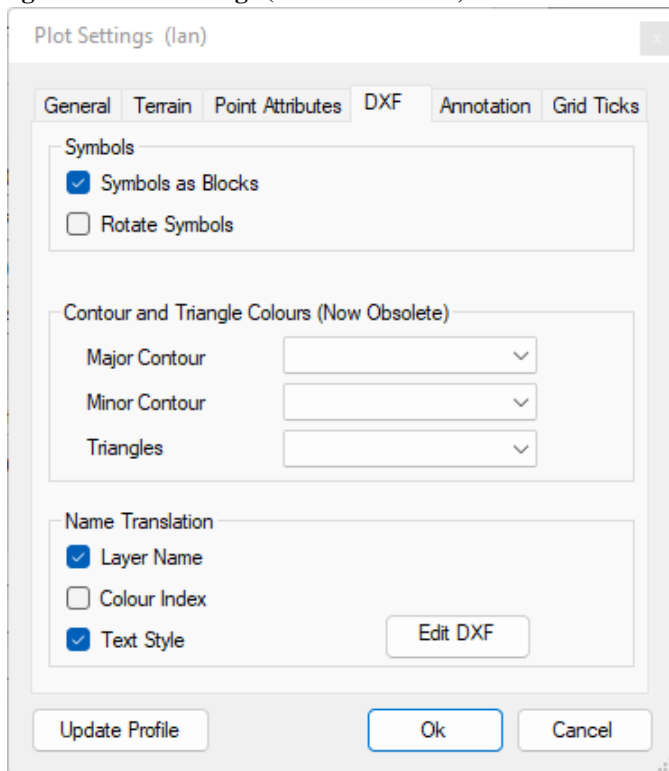 Plot Settings (Ian)
x
General Terrain Point Attributes DXF Annotation Grid Ticks
Symbols
Symbols as Blocks
Rotate Symbols
Contour and Triangle Colours (Now Obsolete)
Major Contour
Minor Contour
Triangles
Name Translation
Layer Name
Colour Index
Text Style
Edit DXF
Update Profile Ok Cancel